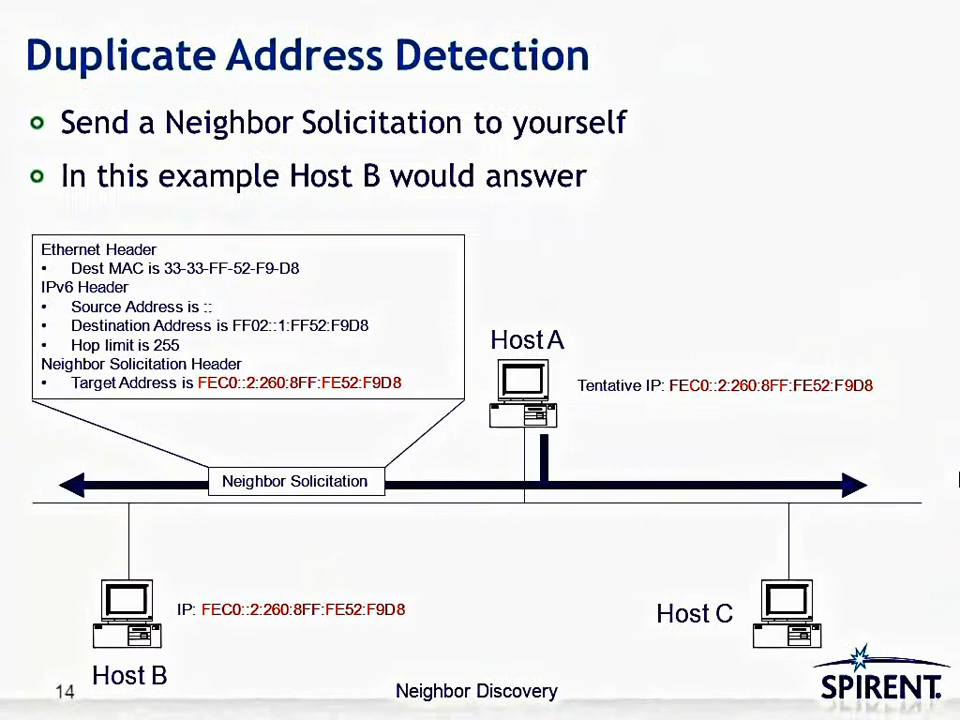 Duplicate Address Detection
Send a Neighbor Solicitation to yourself
In this example Host B would answer
Ethernet Header
• Dest MAC is 33-33-FF-52-F9-D8
IPv6 Header
• Source Address is ::
• Destination Address is FF02::1:FF52:F9D8
• Hop limit is 255
Neighbor Solicitation Header
• Target Address is FEC0::2:260:8FF:FE52:F9D8
Host A
Tentative IP: FEC0::2:260:8FF:FE52:F9D8
Neighbor Solicitation
IP: FEC0::2:260:8FF:FE52:F9D8
Host C
Host B
14
Neighbor Discovery
SPIRENT.